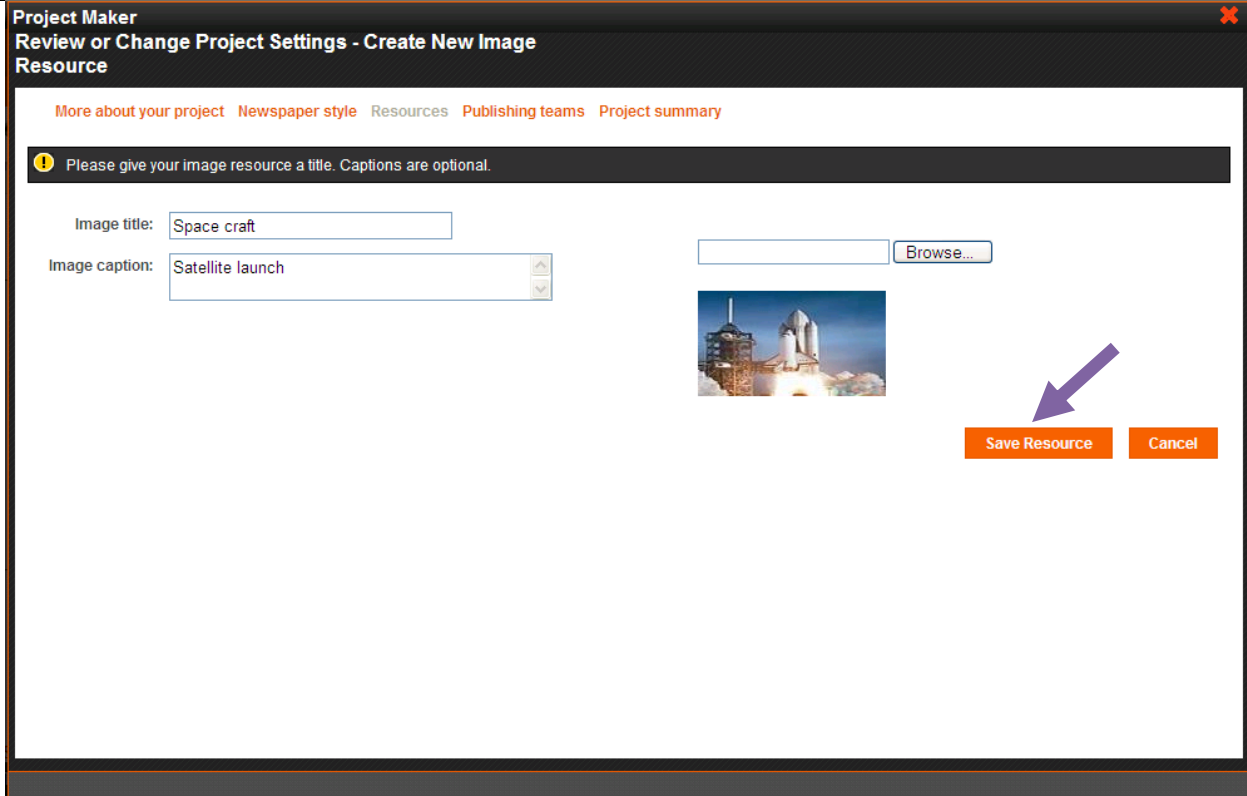 Project Maker
Review or Change Project Settings - Create New Image
Resource
More about your project Newspaper style Resources Publishing teams Project summary
Please give your image resource a title. Captions are optional.
Image title: Space craft
Browse...
Image caption: Satellite launch
Save Resource Cancel